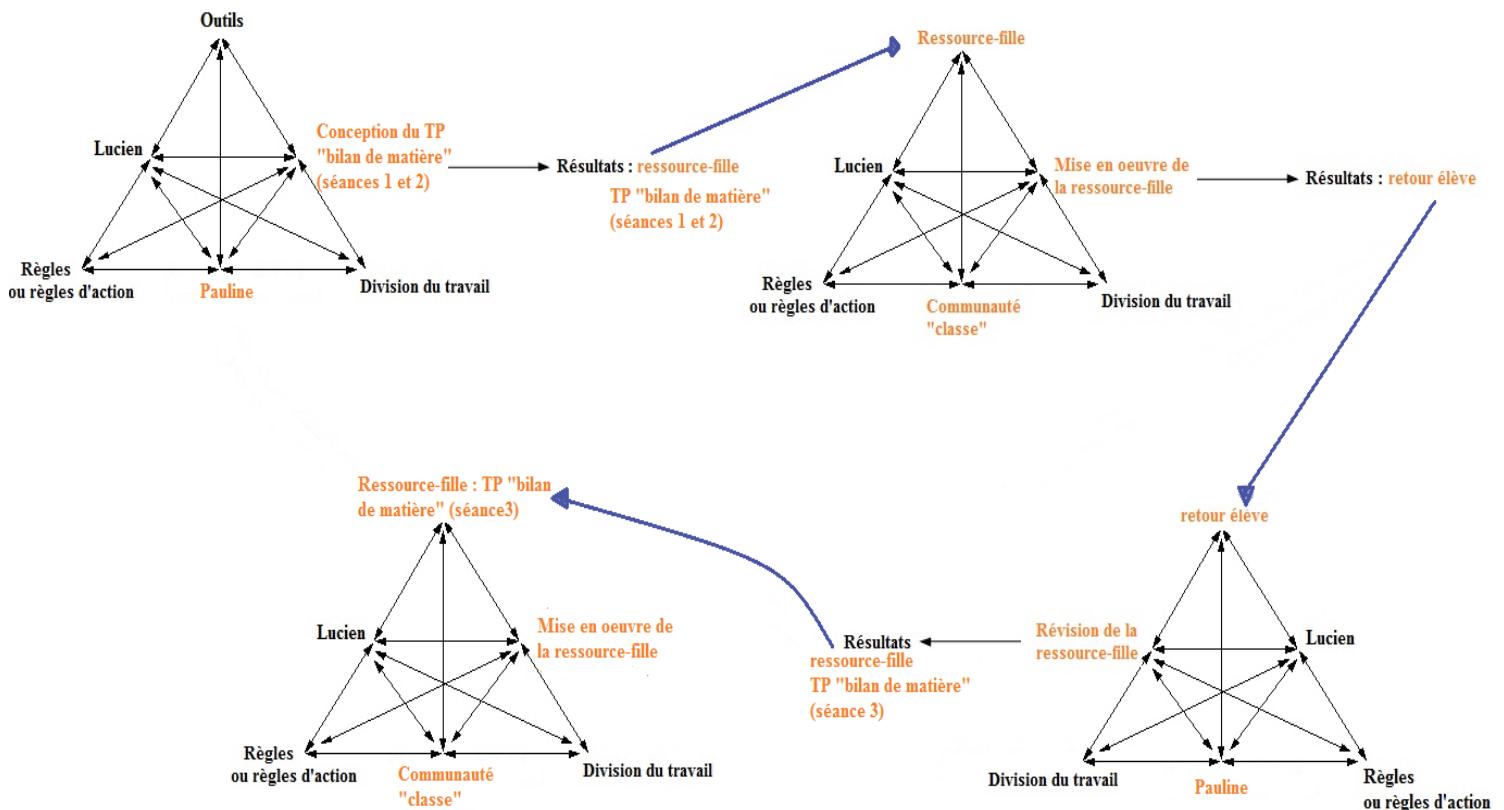 Outils
Lucien
Conception du TP
"bilan de matière"
(séances 1 et 2)
Résultats : ressource-fille
TP "bilan de matière"
(séances 1 et 2)
Règles
ou règles d'action
Pauline
Division du travail
Ressource-fille
Lucien
Mise en oeuvre de
la ressource-fille
Résultats : retour élève
Règles
ou règles d'action
Communauté
"classe"
Division du travail
retour élève
Révision de la
ressource-fille
Lucien
Division du travail
Pauline
Règles
ou règles d'action
Résultats
ressource-fille
TP "bilan de matière"
(séance 3)
Ressource-fille : TP "bilan
de matière" (séance3)
Lucien
Mise en oeuvre de
la ressource-fille
Règles
ou règles d'action
Communauté
"classe"
Division du travail